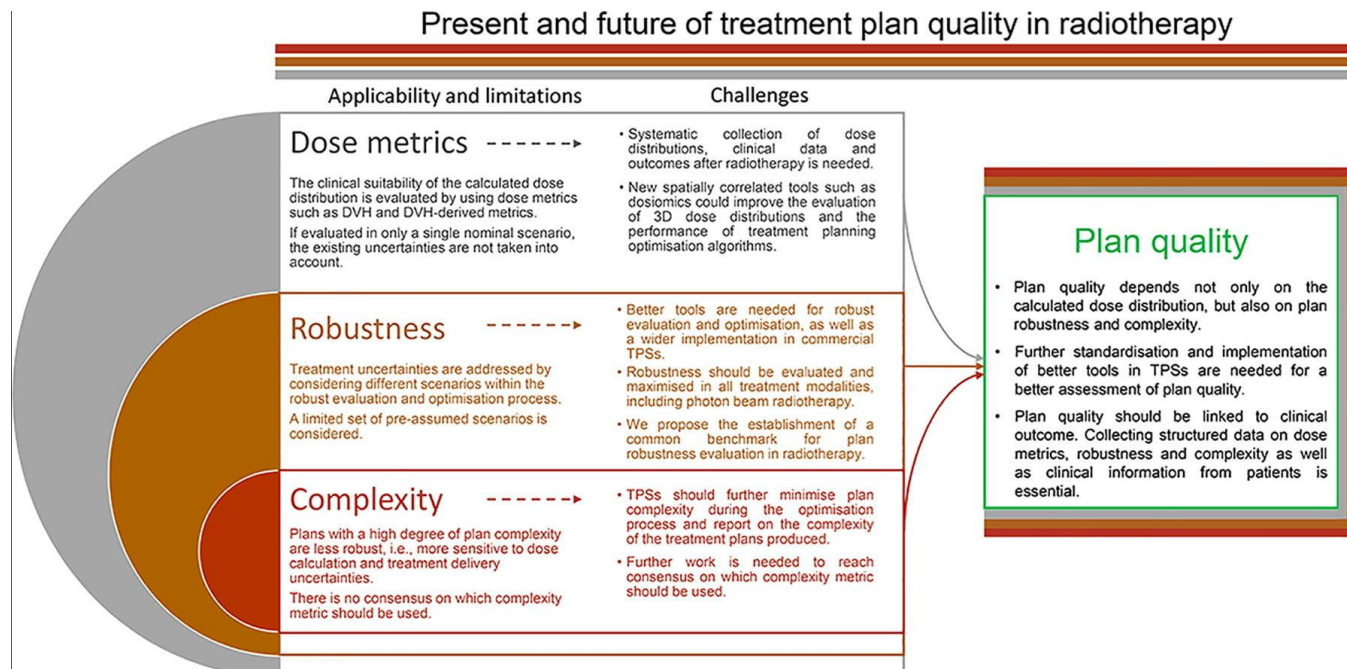 Present and future of treatment plan quality in radiotherapy
Applicability and limitations
Challenges
Dose metrics
The clinical suitability of the calculated dose
distribution is evaluated by using dose metrics
such as DVH and DVH-derived metrics.
If evaluated in only a single nominal scenario,
the existing uncertainties are not taken into
account.
• Systematic collection of dose
distributions, clinical data and
outcomes after radiotherapy is needed.
• New spatially correlated tools such as
dosiomics could improve the evaluation
of 3D dose distributions and the
performance of treatment planning
optimisation algorithms.
Robustness
Treatment uncertainties are addressed by
considering different scenarios within the
robust evaluation and optimisation process.
A limited set of pre-assumed scenarios is
considered.
• Better tools are needed for robust
evaluation and optimisation, as well as
a wider implementation in commercial
TPSs.
• Robustness should be evaluated and
maximised in all treatment modalities,
including photon beam radiotherapy.
• We propose the establishment of a
common benchmark for plan
robustness evaluation in radiotherapy.
Complexity
Plans with a high degree of plan complexity
are less robust, i.e., more sensitive to dose
calculation and treatment delivery
uncertainties.
There is no consensus on which complexity
metric should be used.
• TPSs should further minimise plan
complexity during the optimisation
process and report on the complexity
of the treatment plans produced.
• Further work is needed to reach
consensus on which complexity metric
should be used.
Plan quality
• Plan quality depends not only on the
calculated dose distribution, but also on plan
robustness and complexity.
• Further standardisation and implementation
of better tools in TPSs are needed for a
better assessment of plan quality.
• Plan quality should be linked to clinical
outcome. Collecting structured data on dose
metrics, robustness and complexity as well
as clinical information from patients is
essential.